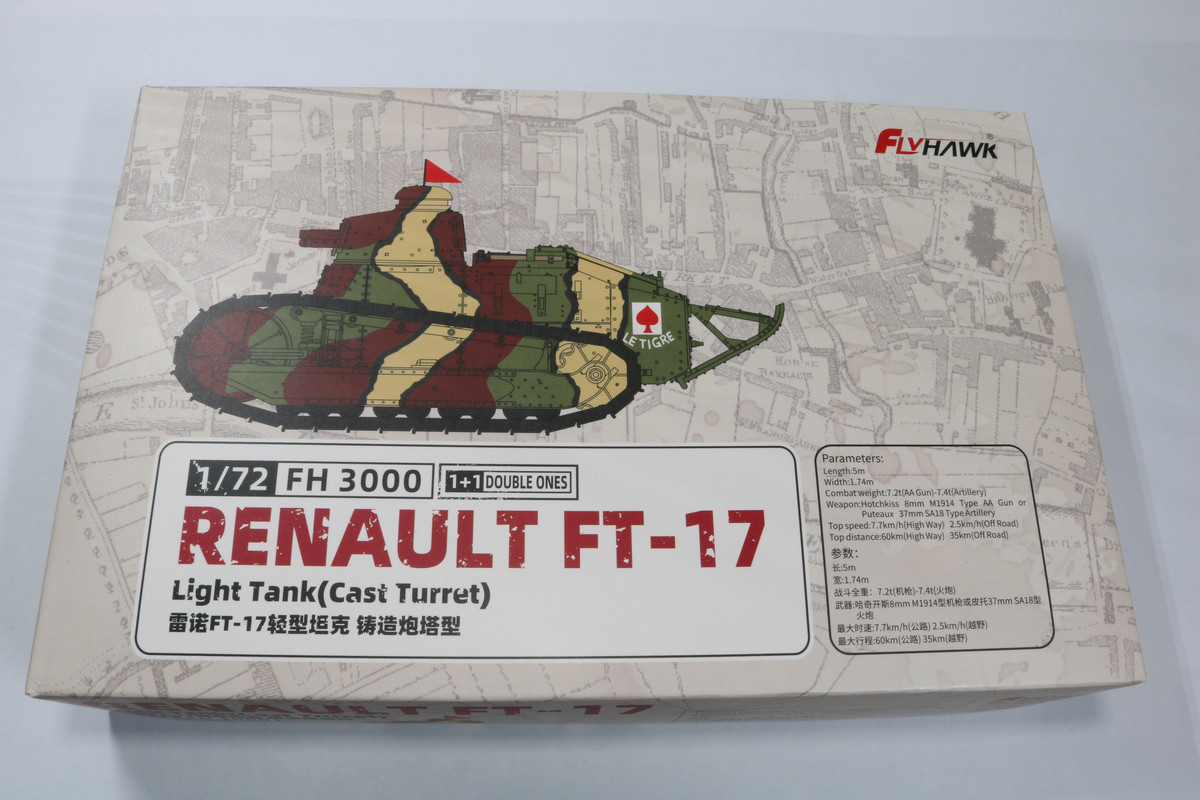 FLYHAWK®
LE TIGRE
St. John's
1/72 FH 3000 1+1 DOUBLE ONES
RENAULT FT-17
Light Tank(Cast Turret)
雷诺FT-17轻型坦克 铸造炮塔型
Parameters:
Length:5m
Width:1.74m
Combat weight:7.2t(AA Gun)-7.4t(Artillery)
Weapon:Hotchkiss 8mm M1914 Type AA Gun or
Puteaux 37mm SA18 Type Artillery
Top speed:7.7km/h(High Way) 2.5km/h(Off Road)
Top distance:60km(High Way) 35km(Off Road)
参数：
长:5m
宽:1.74m
战斗全重：7.2t(机枪)-7.4t(火炮)
武器:哈奇开斯8mm M1914型机枪或皮托37mm SA18型
火炮
最大时速:7.7km/h(公路) 2.5km/h(越野)
最大行程:60km(公路) 35km(越野)
RENAULT FT-17